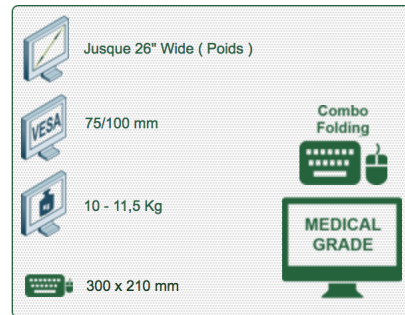 Jusque 26" Wide ( Poids )
VESA
75/100 mm
Combo
Folding
KG
10 - 11,5 Kg
MEDICAL
GRADE
300 x 210 mm